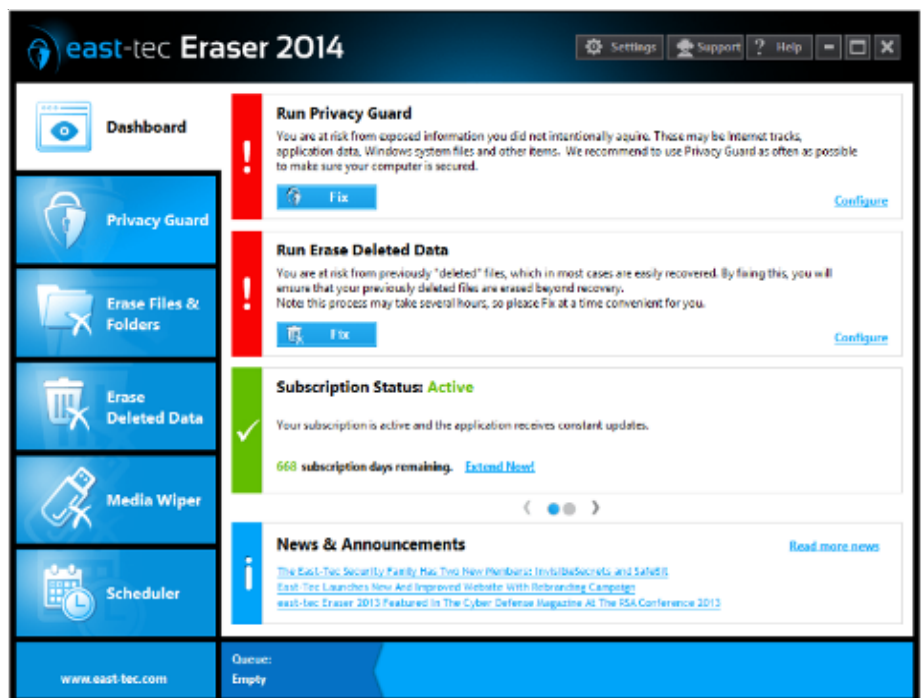 east-tec Eraser 2014
Settings
Support
? Help
Dashboard
Privacy Guard
Erase Files &
Folders
Erase
Deleted Data
Media Wiper
Scheduler
www.east-tec.com
Run Privacy Guard
You are at risk from exposed information you did not intentionally aquire. These may be Internet tracks,
application data, Windows system files and other items. We recommend to use Privacy Guard as often as possible
to make sure your computer is secured.
Fix
Configure
Run Erase Deleted Data
You are at risk from previously "deleted" files, which in most cases are easily recovered. By fixing this, you will
ensure that your previously deleted files are erased beyond recovery.
Note: this process may take several hours, so please Fix at a time convenient for you.
Fix
Configure
Subscription Status: Active
Your subscription is active and the application receives constant updates.
668 subscription days remaining. Extend Now!
News & Announcements
Read more news
The East-Tec Security Family Has Two New Members: InvisibleSecrets and SafeBit
East-Tec Launches New And Improved Website With Rebranding Campaign
east-tec Eraser 2013 Featured In The Cyber Defense Magazine At The RSA Conference 2013
Queue:
Empty